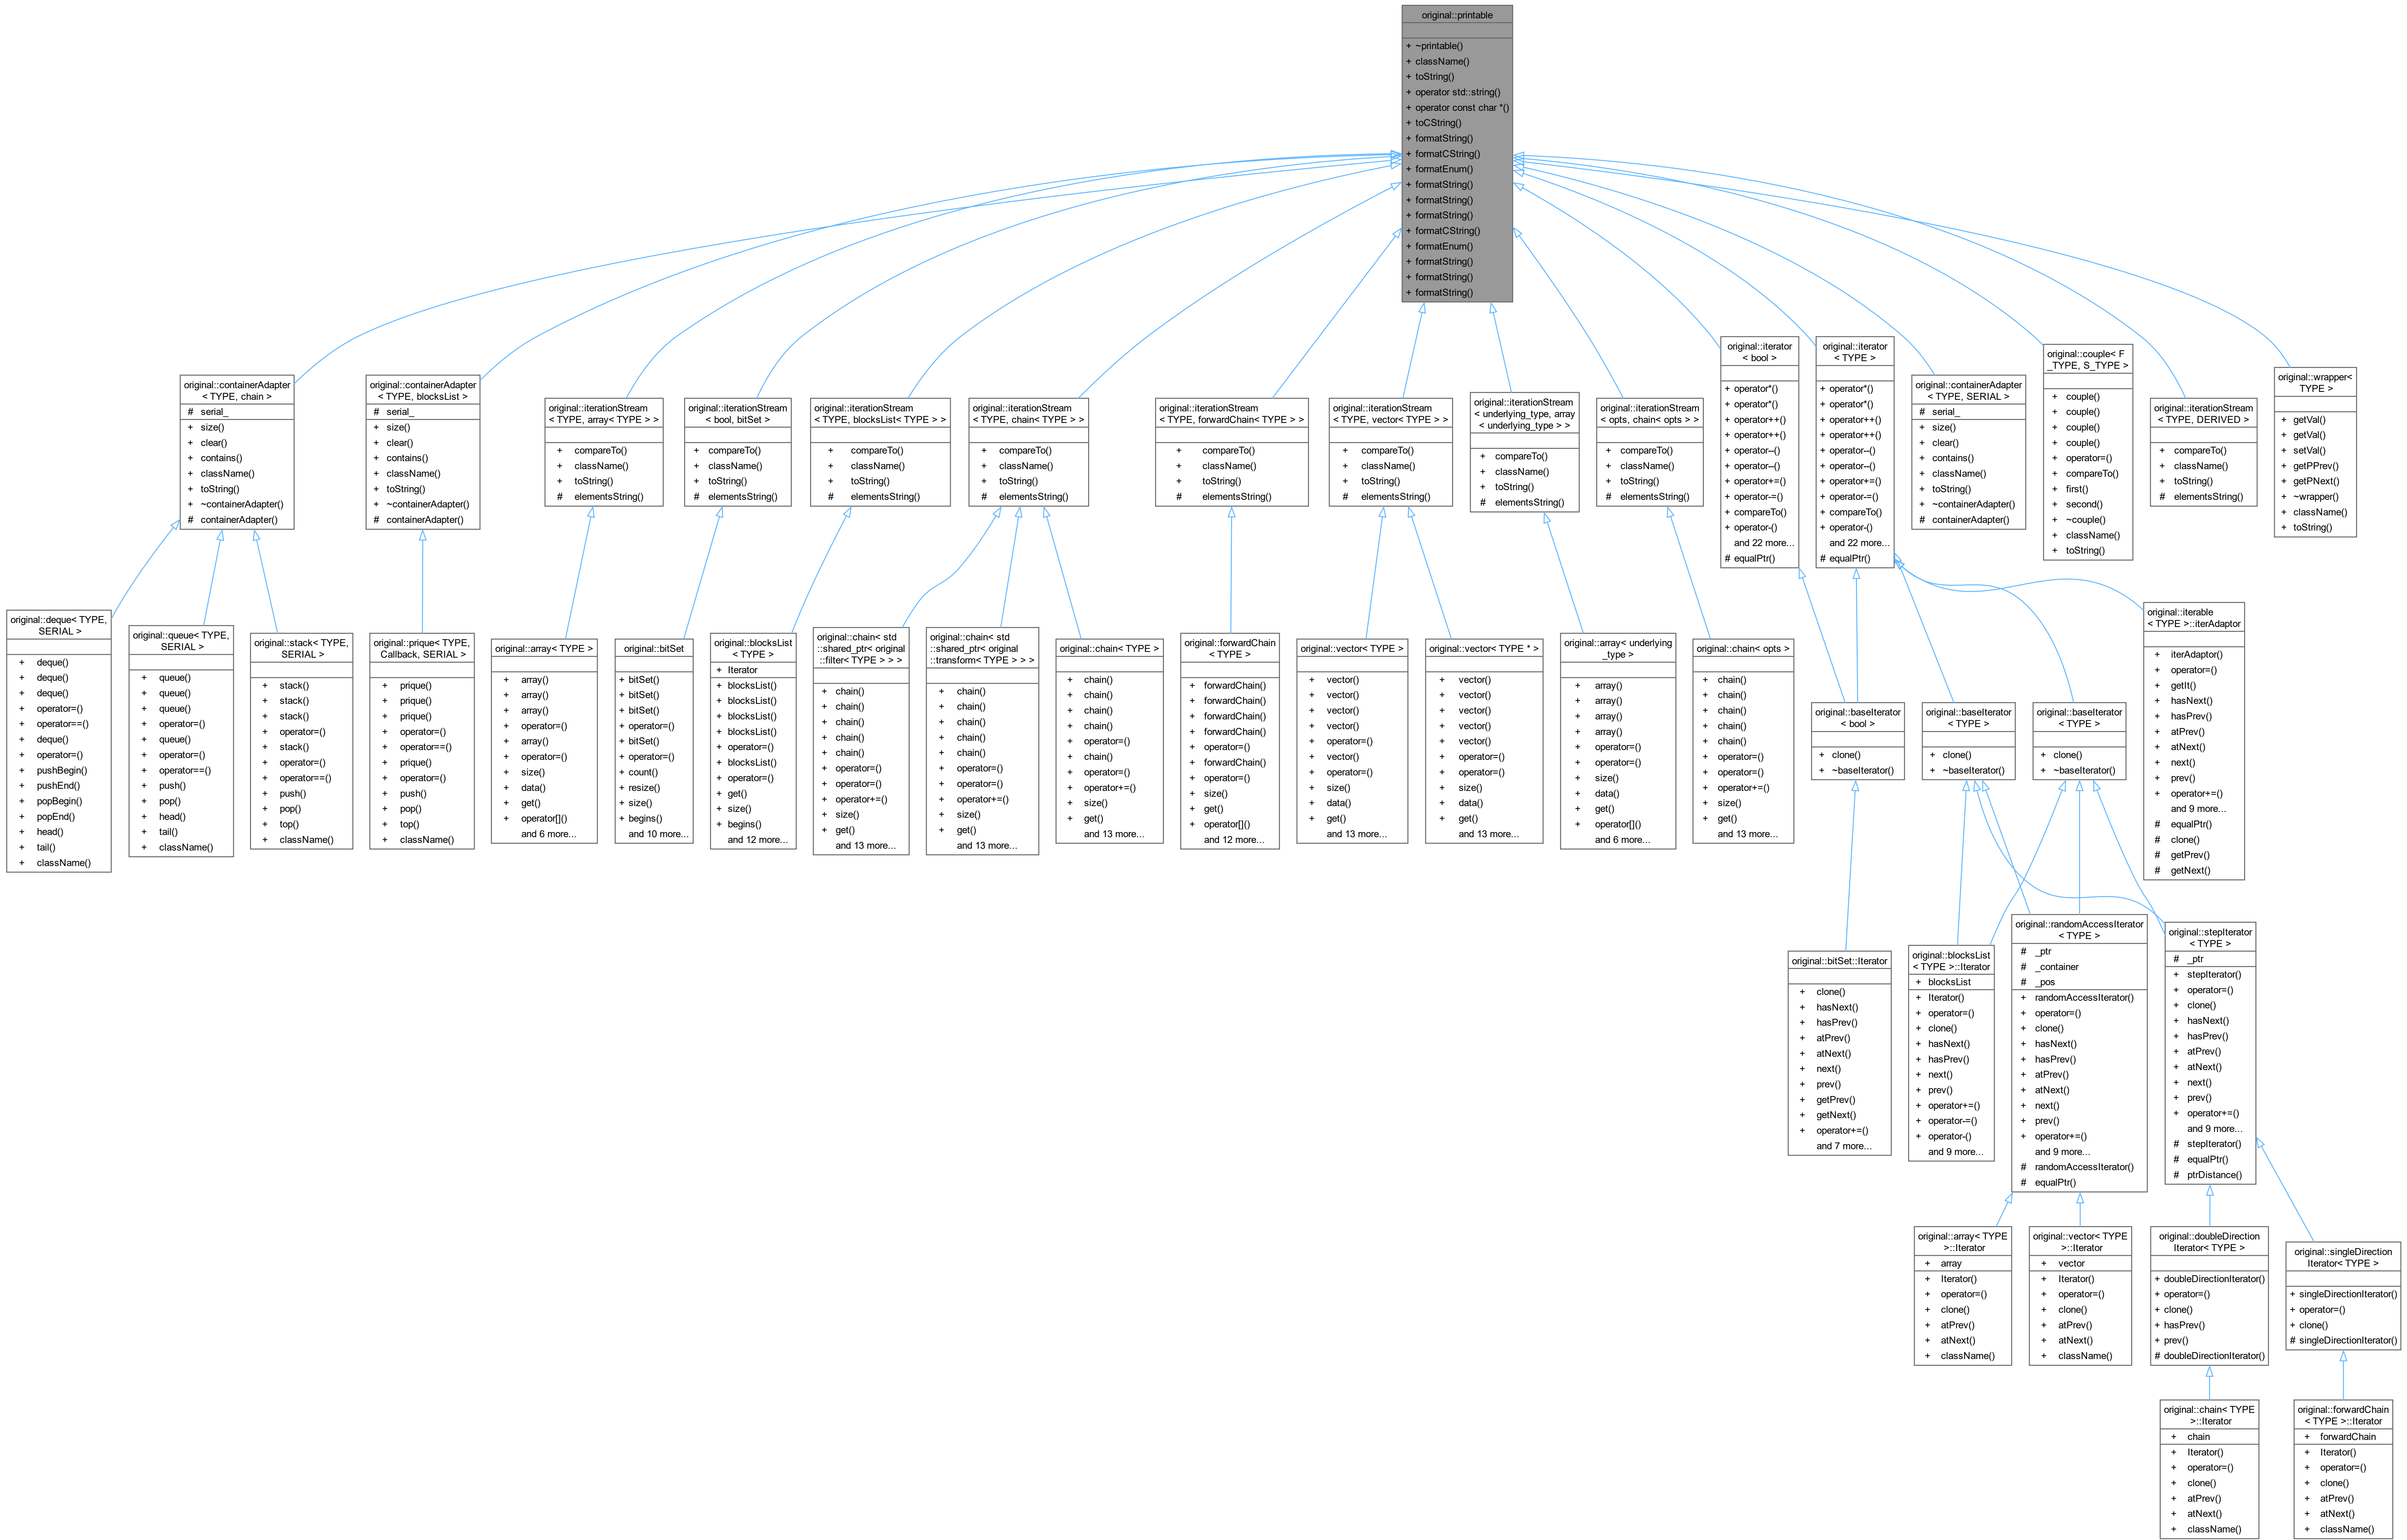 original::printable
+ ~printable()
+ className()
+ toString()
+ operator std::string()
+ operator const char *()
+ toCString()
+ formatString()
+ formatCString()
+ formatEnum()
+ formatString()
+ formatString()
+ formatString()
+ formatCString()
+ formatEnum()
+ formatString()
+ formatString()
+ formatString()
original::containerAdapter
< TYPE, chain >
# serial_
+ size()
+ clear()
+ contains()
+ className()
+ toString()
+ ~containerAdapter()
# containerAdapter()
original::containerAdapter
< TYPE, blocksList >
# serial_
+ size()
+ clear()
+ contains()
+ className()
+ toString()
+ ~containerAdapter()
# containerAdapter()
original::iterationStream
< TYPE, array< TYPE > >
+ compareTo()
+ className()
+ toString()
# elementsString()
original::iterationStream
< bool, bitSet >
+ compareTo()
+ className()
+ toString()
# elementsString()
original::iterationStream
< TYPE, blocksList< TYPE > >
+ compareTo()
+ className()
+ toString()
# elementsString()
original::iterationStream
< TYPE, chain< TYPE > >
+ compareTo()
+ className()
+ toString()
# elementsString()
original::iterationStream
< TYPE, forwardChain< TYPE > >
+ compareTo()
+ className()
+ toString()
# elementsString()
original::iterationStream
< TYPE, vector< TYPE > >
+ compareTo()
+ className()
+ toString()
# elementsString()
original::iterationStream
< underlying_type, array
< underlying_type > >
+ compareTo()
+ className()
+ toString()
# elementsString()
original::iterationStream
< opts, chain< opts > >
+ compareTo()
+ className()
+ toString()
# elementsString()
original::iterator
< bool >
+ operator*()
+ operator*()
+ operator++()
+ operator++()
+ operator--()
+ operator--()
+ operator+=()
+ operator-=()
+ compareTo()
+ operator-()
and 22 more...
# equalPtr()
original::iterator
< TYPE >
+ operator*()
+ operator*()
+ operator++()
+ operator++()
+ operator--()
+ operator--()
+ operator+=()
+ operator-=()
+ compareTo()
+ operator-()
and 22 more...
# equalPtr()
original::containerAdapter
< TYPE, SERIAL >
# serial_
+ size()
+ clear()
+ contains()
+ className()
+ toString()
+ ~containerAdapter()
# containerAdapter()
original::couple< F
_TYPE, S_TYPE >
+ couple()
+ couple()
+ couple()
+ couple()
+ operator=()
+ compareTo()
+ first()
+ second()
+ ~couple()
+ className()
+ toString()
original::iterationStream
< TYPE, DERIVED >
+ compareTo()
+ className()
+ toString()
# elementsString()
original::wrapper<
TYPE >
+ getVal()
+ getVal()
+ setVal()
+ getPPrev()
+ getPNext()
+ ~wrapper()
+ className()
+ toString()
original::deque< TYPE,
SERIAL >
+ deque()
+ deque()
+ deque()
+ operator=()
+ operator==()
+ deque()
+ operator=()
+ pushBegin()
+ pushEnd()
+ popBegin()
+ popEnd()
+ head()
+ tail()
+ className()
original::queue< TYPE,
SERIAL >
+ queue()
+ queue()
+ queue()
+ operator=()
+ queue()
+ operator=()
+ operator==()
+ push()
+ pop()
+ head()
+ tail()
+ className()
original::stack< TYPE,
SERIAL >
+ stack()
+ stack()
+ stack()
+ operator=()
+ stack()
+ operator=()
+ operator==()
+ push()
+ pop()
+ top()
+ className()
original::prique< TYPE,
Callback, SERIAL >
+ prique()
+ prique()
+ prique()
+ operator=()
+ operator==()
+ prique()
+ operator=()
+ push()
+ pop()
+ top()
+ className()
original::array< TYPE >
+ array()
+ array()
+ array()
+ operator=()
+ array()
+ operator=()
+ size()
+ data()
+ get()
+ operator[]()
and 6 more...
original::bitSet
+ bitSet()
+ bitSet()
+ bitSet()
+ operator=()
+ bitSet()
+ operator=()
+ count()
+ resize()
+ size()
+ begins()
and 10 more...
original::blocksList
< TYPE >
+ Iterator
+ blocksList()
+ blocksList()
+ blocksList()
+ blocksList()
+ operator=()
+ blocksList()
+ operator=()
+ get()
+ size()
+ begins()
and 12 more...
original::chain< std
::shared_ptr< original
::filter< TYPE > > >
+ chain()
+ chain()
+ chain()
+ chain()
+ chain()
+ operator=()
+ operator=()
+ operator+=()
+ size()
+ get()
and 13 more...
original::chain< std
::shared_ptr< original
::transform< TYPE > > >
+ chain()
+ chain()
+ chain()
+ chain()
+ chain()
+ operator=()
+ operator=()
+ operator+=()
+ size()
+ get()
and 13 more...
original::chain< TYPE >
+ chain()
+ chain()
+ chain()
+ chain()
+ operator=()
+ chain()
+ operator=()
+ operator+=()
+ size()
+ get()
and 13 more...
original::forwardChain
< TYPE >
+ forwardChain()
+ forwardChain()
+ forwardChain()
+ forwardChain()
+ operator=()
+ forwardChain()
+ operator=()
+ size()
+ get()
+ operator[]()
and 12 more...
original::vector< TYPE >
+ vector()
+ vector()
+ vector()
+ vector()
+ operator=()
+ vector()
+ operator=()
+ size()
+ data()
+ get()
and 13 more...
original::vector< TYPE * >
+ vector()
+ vector()
+ vector()
+ vector()
+ vector()
+ operator=()
+ operator=()
+ size()
+ data()
+ get()
and 13 more...
original::array< underlying
_type >
+ array()
+ array()
+ array()
+ array()
+ operator=()
+ operator=()
+ size()
+ data()
+ get()
+ operator[]()
and 6 more...
original::chain< opts >
+ chain()
+ chain()
+ chain()
+ chain()
+ chain()
+ operator=()
+ operator=()
+ operator+=()
+ size()
+ get()
and 13 more...
original::baseIterator
< bool >
+ clone()
+ ~baseIterator()
original::baseIterator
< TYPE >
+ clone()
+ ~baseIterator()
original::baseIterator
< TYPE >
+ clone()
+ ~baseIterator()
original::iterable
< TYPE >::iterAdaptor
+ iterAdaptor()
+ operator=()
+ getIt()
+ hasNext()
+ hasPrev()
+ atPrev()
+ atNext()
+ next()
+ prev()
+ operator+=()
and 9 more...
# equalPtr()
# clone()
# getPrev()
# getNext()
original::bitSet::Iterator
+ clone()
+ hasNext()
+ hasPrev()
+ atPrev()
+ atNext()
+ next()
+ prev()
+ getPrev()
+ getNext()
+ operator+=()
and 7 more...
original::blocksList
< TYPE >::Iterator
+ blocksList
+ Iterator()
+ operator=()
+ clone()
+ hasNext()
+ hasPrev()
+ next()
+ prev()
+ operator+=()
+ operator-=()
+ operator-()
and 9 more...
original::randomAccessIterator
< TYPE >
# _ptr
# _container
# _pos
+ randomAccessIterator()
+ operator=()
+ clone()
+ hasNext()
+ hasPrev()
+ atPrev()
+ atNext()
+ next()
+ prev()
+ operator+=()
and 9 more...
# randomAccessIterator()
# equalPtr()
original::stepIterator
< TYPE >
# _ptr
+ stepIterator()
+ operator=()
+ clone()
+ hasNext()
+ hasPrev()
+ atPrev()
+ atNext()
+ next()
+ prev()
+ operator+=()
and 9 more...
# stepIterator()
# equalPtr()
# ptrDistance()
original::array< TYPE
>::Iterator
+ array
+ Iterator()
+ operator=()
+ clone()
+ atPrev()
+ atNext()
+ className()
original::vector< TYPE
>::Iterator
+ vector
+ Iterator()
+ operator=()
+ clone()
+ atPrev()
+ atNext()
+ className()
original::doubleDirection
Iterator< TYPE >
+ doubleDirectionIterator()
+ operator=()
+ clone()
+ hasPrev()
+ prev()
# doubleDirectionIterator()
original::singleDirection
Iterator< TYPE >
+ singleDirectionIterator()
+ operator=()
+ clone()
# singleDirectionIterator()
original::chain< TYPE
>::Iterator
+ chain
+ Iterator()
+ operator=()
+ clone()
+ atPrev()
+ atNext()
+ className()
original::forwardChain
< TYPE >::Iterator
+ forwardChain
+ Iterator()
+ operator=()
+ clone()
+ atPrev()
+ atNext()
+ className()